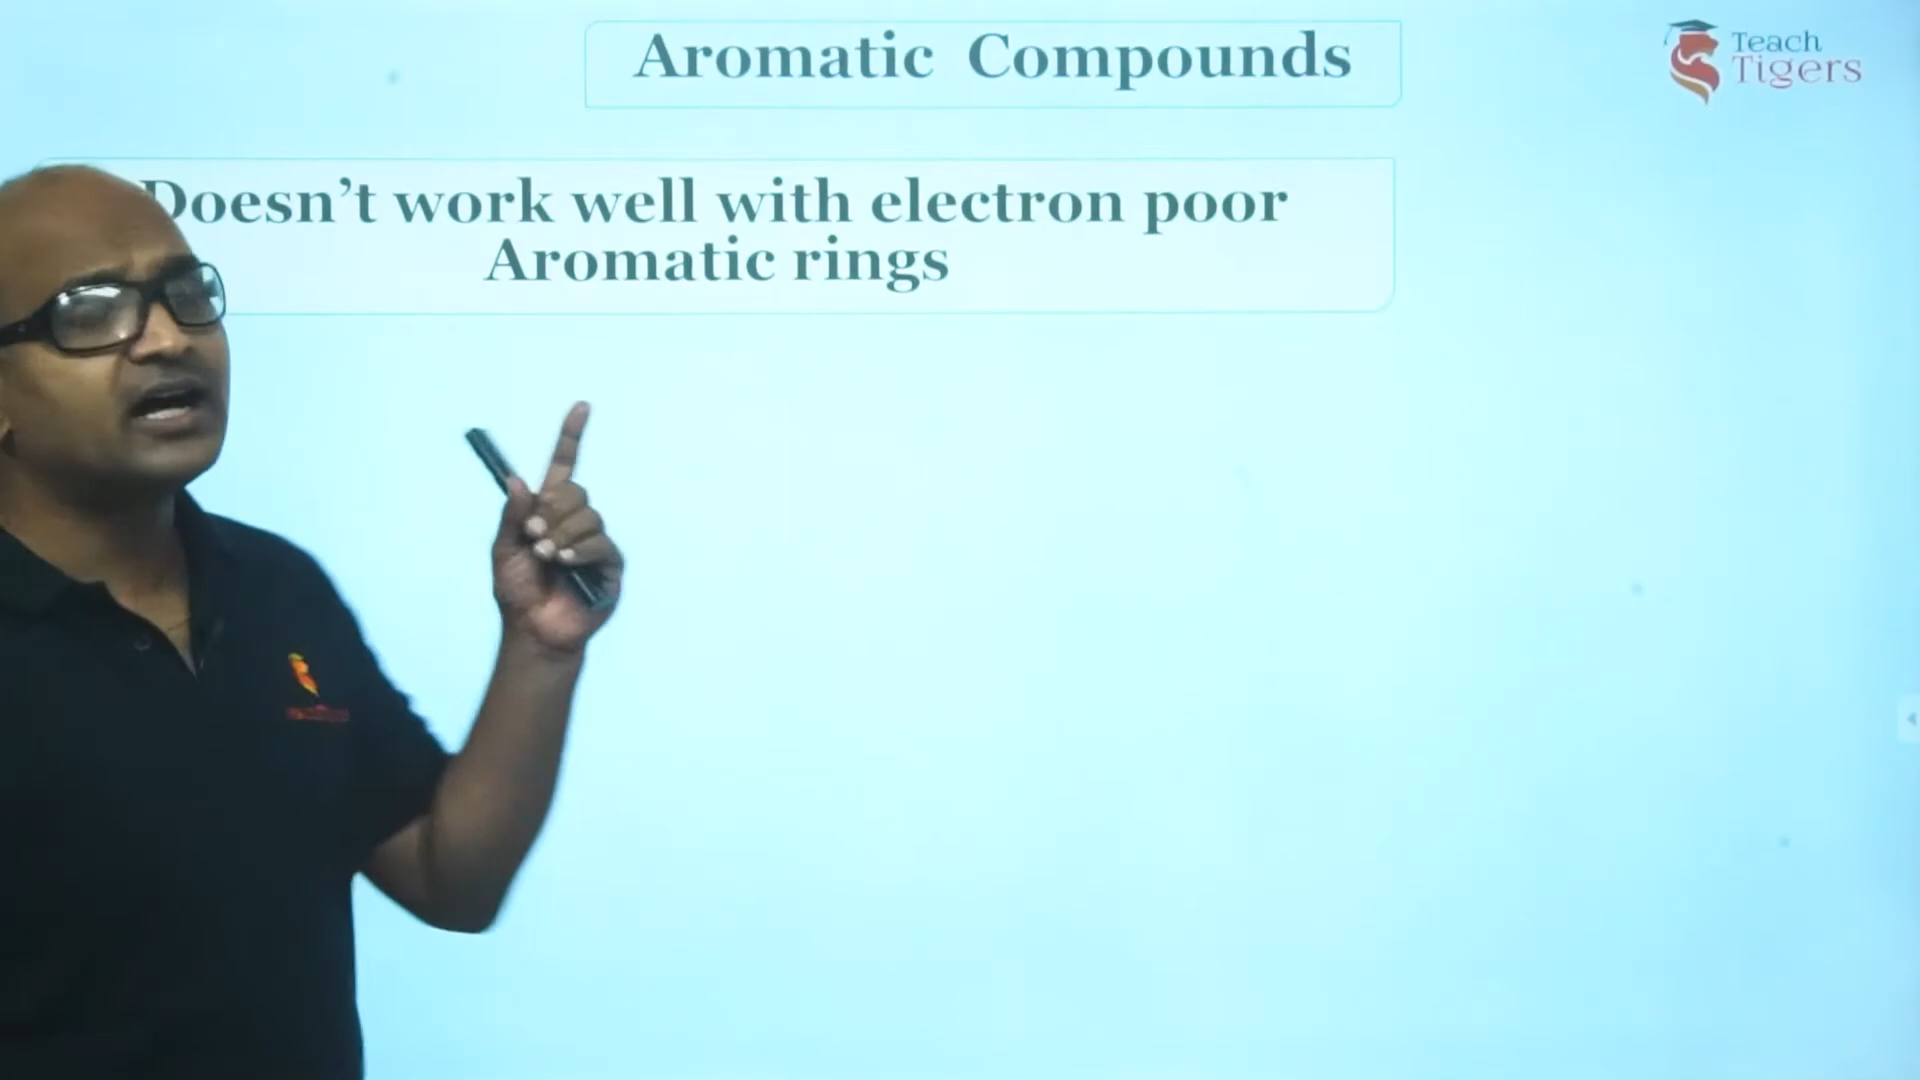 Aromatic Compounds
Teach
Tigers
Doesn’t work well with electron poor
Aromatic rings